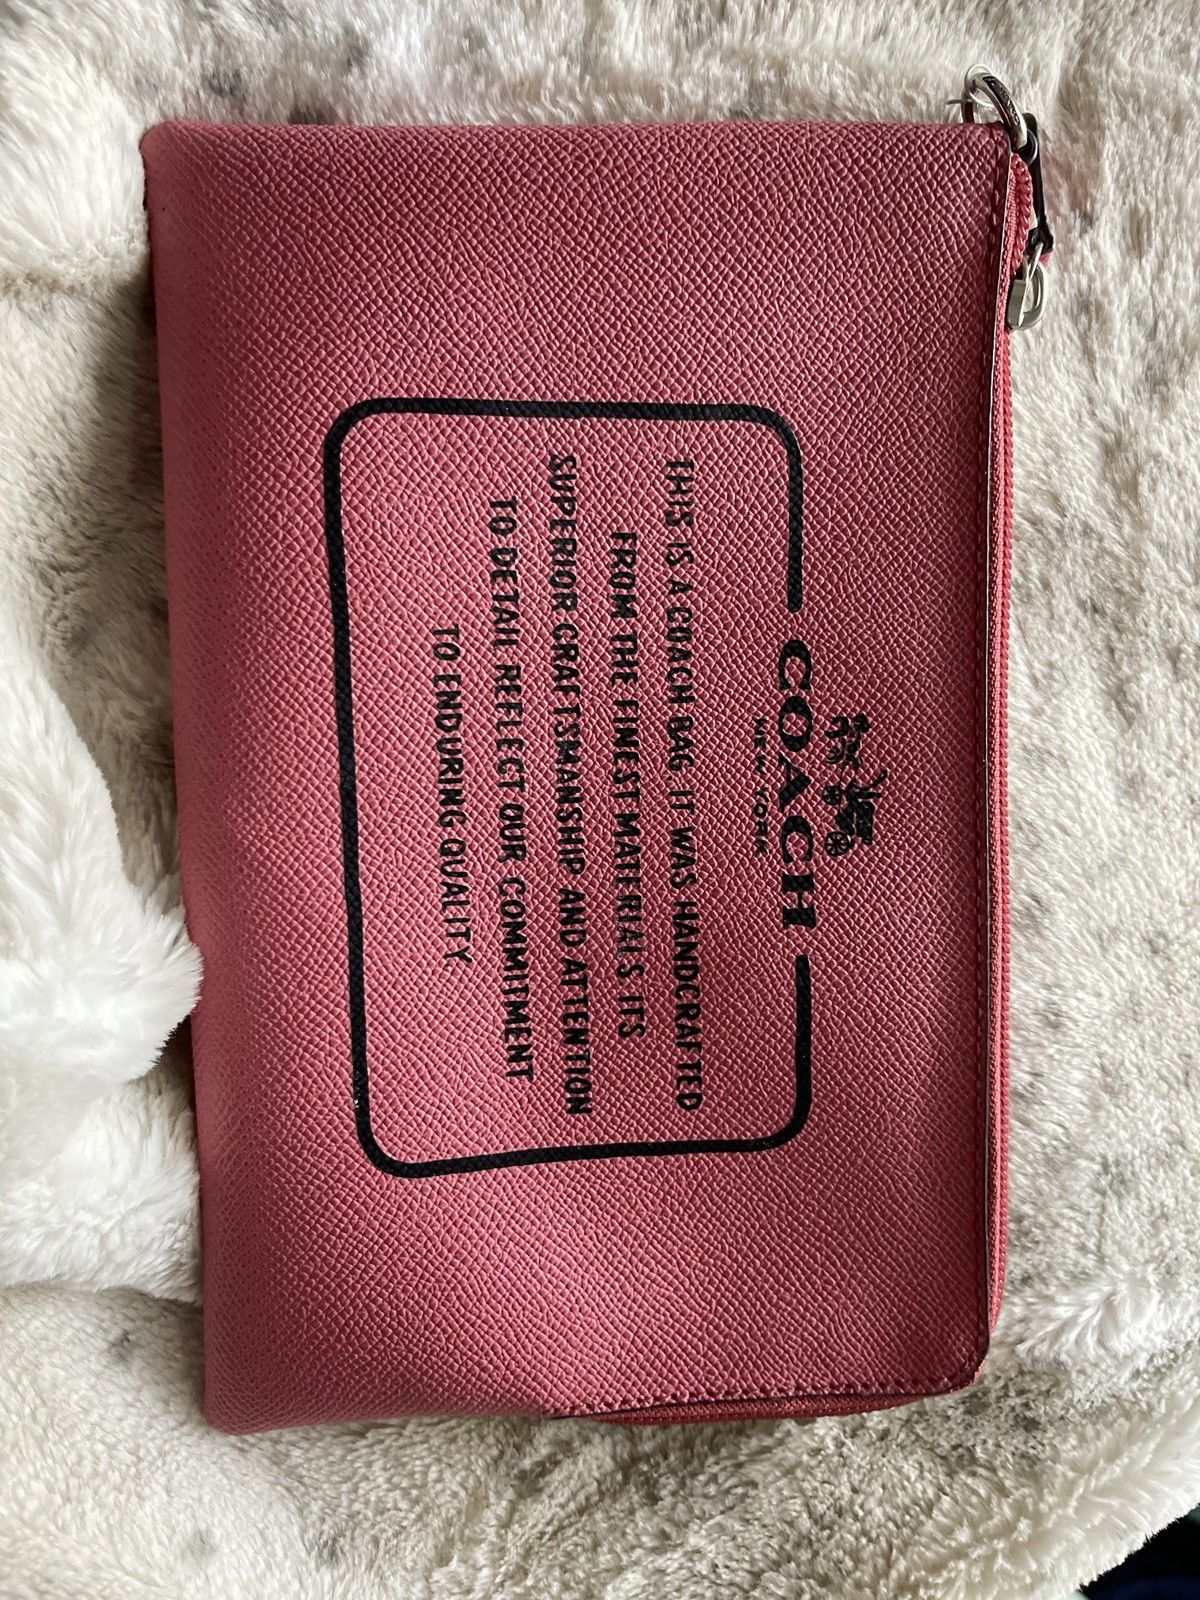 COACH
NEW YORK
THIS IS A COACH BAG, IT WAS HANDCRAFTED
FROM THE FINEST MATERIALS ITS
SUPERIOR CRAFTSMANSHIP AND ATTENTION
TO DETAIL REFLECT OUR COMMITMENT
TO ENDURING QUALITY